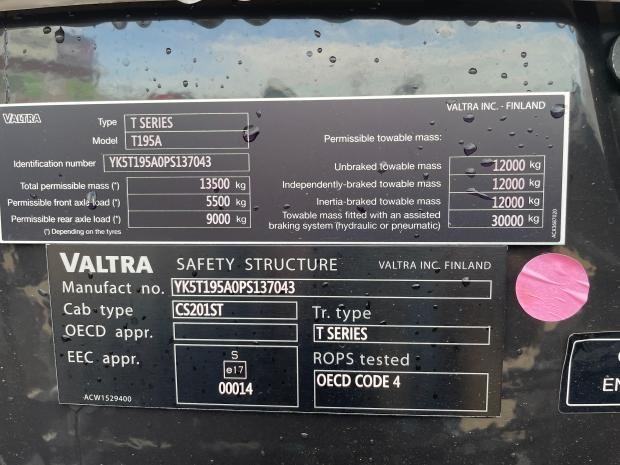 VALTRA
VALTRA INC. - FINLAND
Type T SERIES
Model T195A
Identification number YK5T195A0PS137043
Total permissible mass (*) 13500 kg
Permissible front axle load (*) 5500 kg
Permissible rear axle load (*) 9000 kg
(*) Depending on the tyres
Permissible towable mass:
Unbraked towable mass 12000 kg
Independently-braked towable mass 12000 kg
Inertia-braked towable mass 12000 kg
Towable mass fitted with an assisted
braking system (hydraulic or pneumatic) 30000 kg
VALTRA SAFETY STRUCTURE VALTRA INC. FINLAND
Manufact no. YK5T195A0PS137043
Cab type CS201ST
OECD appr.
EEC appr.
S
e17
00014
Tr. type
T SERIES
ROPS tested
OECD CODE 4
ACW1529400
EN